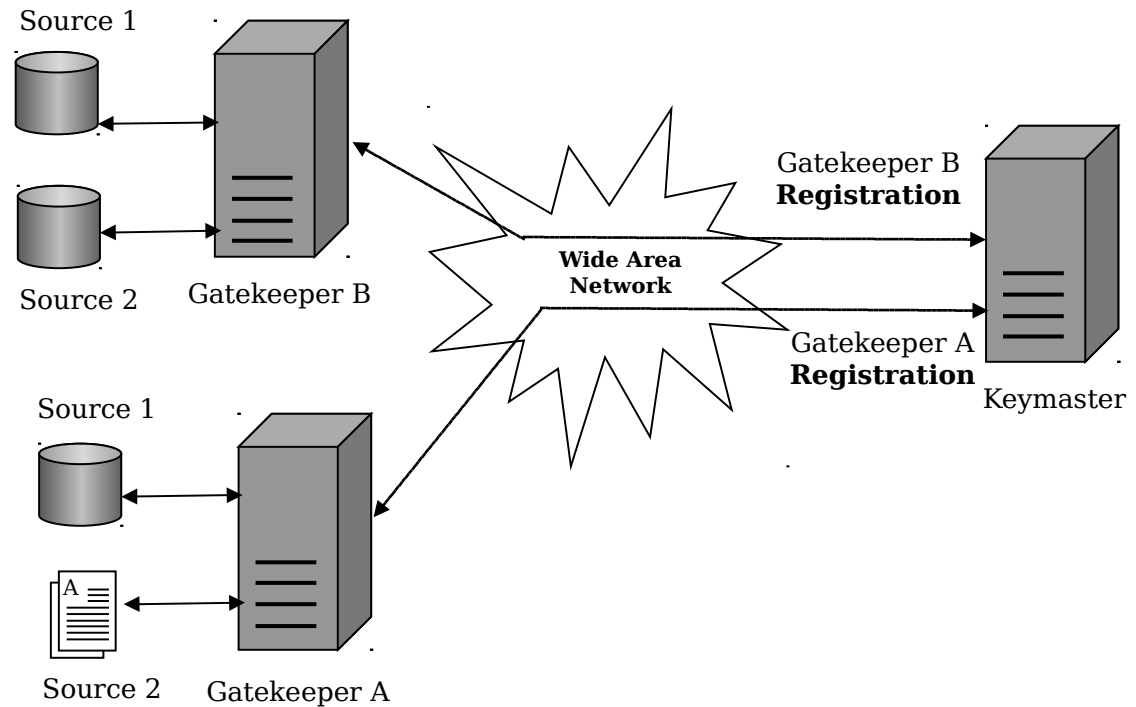 Source 1
Source 2
Gatekeeper B
Wide Area
Network
Gatekeeper B
Registration
Gatekeeper A
Registration
Keymaster
Source 1
A
Source 2
Gatekeeper A